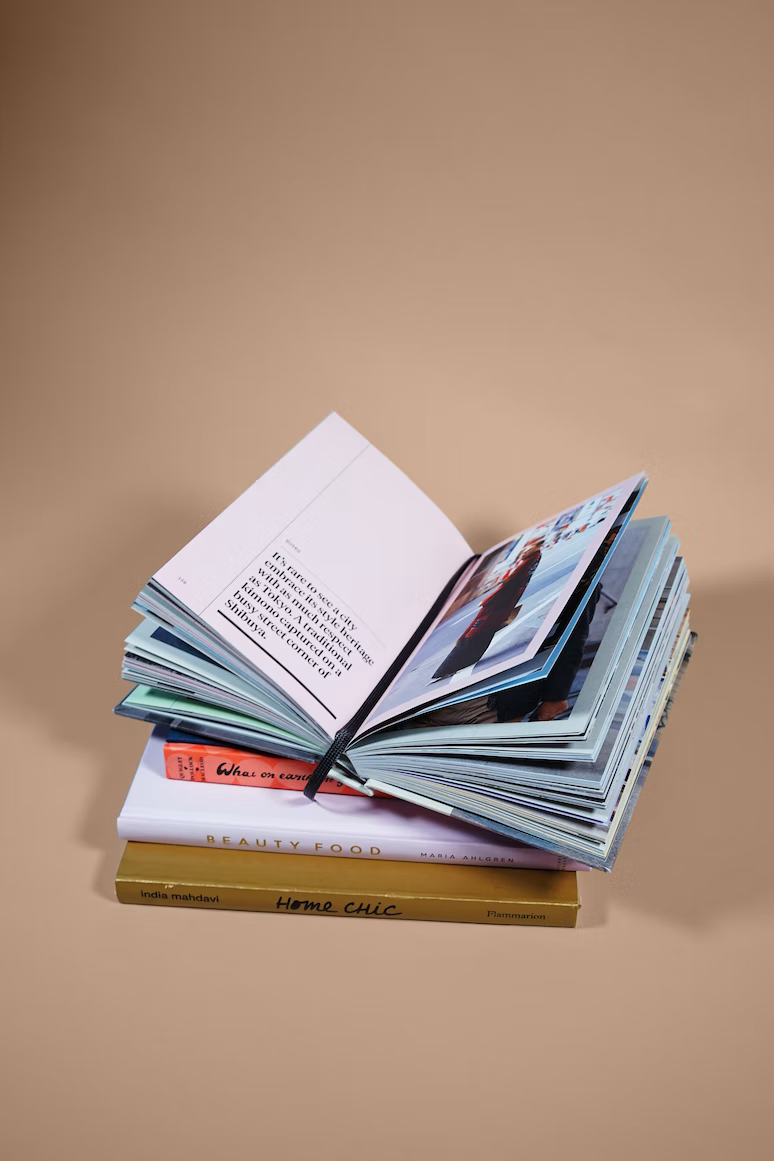 It's rare to see a city
embrace its style heritage
with as much respect
as Tokyo. A traditional
kimono captured on a
busy street corner of
Shibuya.
What on
BEAUTY FOOD
MARIA AHLGREN
india mahdavi
HOME CHIC
Flammarion